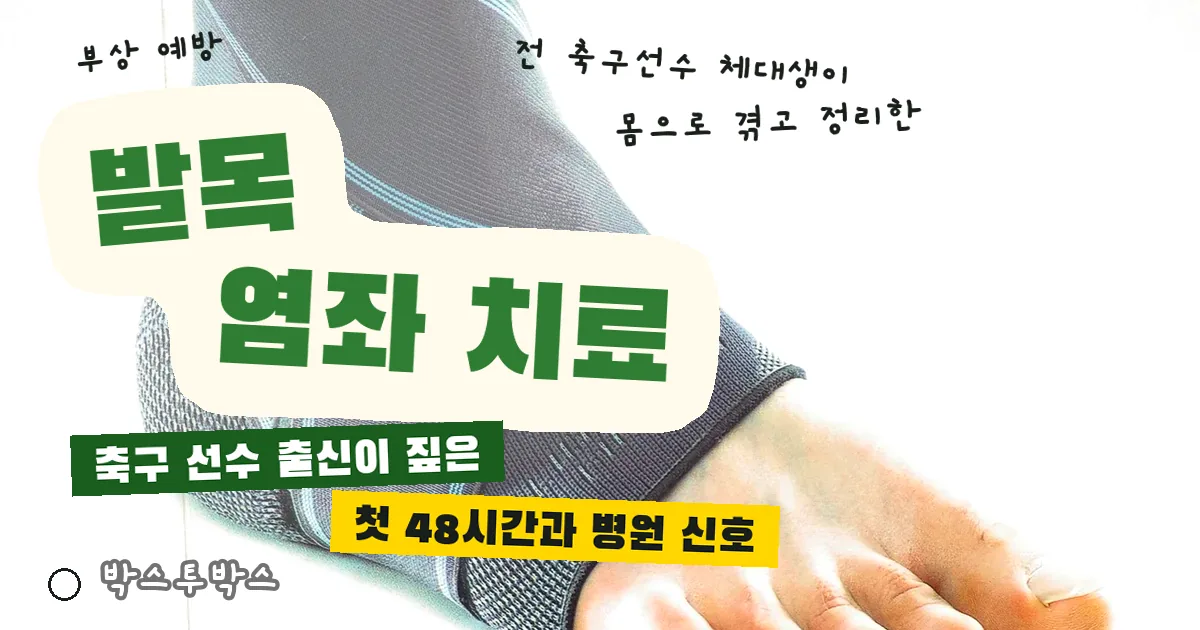 부상 예방
전 축구선수 체대생이
몸으로 겪고 정리한
발목
염좌 치료
축구 선수 출신이 짚은
첫 48시간과 병원 신호
박스투박스